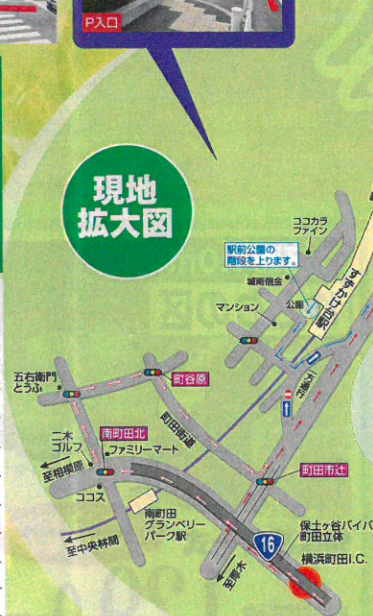 P入口
現地
拡大図
ココカラ
ファイン
駅前公園の
階段を上ります。
城南信金
マンション
公園
すずかけ台駅
一方通行
五右衛門
とうふ
町谷原
町田街道
二木
ゴルフ
南町田北
ファミリーマート
至相模原
ココス
町田市辻
南町田
グランベリー
パーク駅
至中央林間
至厚木
16
保土ヶ谷バイパ
町田立体
横浜町田I.C.